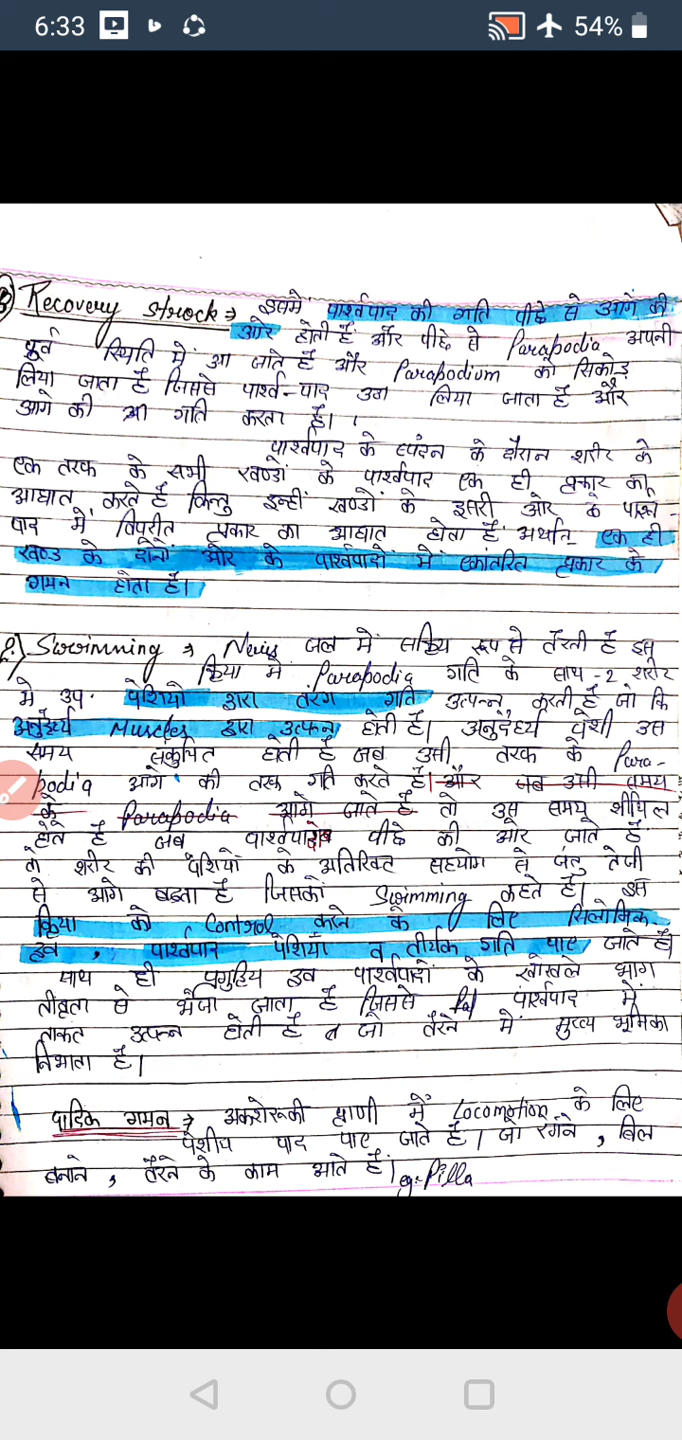 6:33
54%
Recovery strock → इसमें पार्श्वपाद की गति पीछे से आगे की
ओर होती है और पीछे से Parapodia अपनी
पूर्व स्थिति में आ जाते है और Parapodium को सिकोड़
लिया जाता है जिससे पार्श्व-पाद उठा लिया जाता है और
आगे की ओर गति करता है।
पार्श्वपाद के स्पंदन के दौरान शरीर के
एक तरफ के सभी खण्डों के पार्श्वपाद एक ही प्रकार का
आघात करते है किन्तु इन्हीं खण्डों के दूसरी ओर के पार्श्व-
पाद में विपरीत प्रकार का आघात होता है अर्थात- एक ही
खण्ड के दोनों ओर के पार्श्वपादों में एकांतरित प्रकार के
गमन होता है।
2) Swimming → Neris जल में सक्रिय रूप से तैरती है इस
क्रिया में Parapodia गति के साथ-2 शरीर
में उप. पेशियो द्वारा तरंग गति उत्पन्न करती है जो कि
अनुदैर्ध्य Muscles द्वारा उत्पन्न होती है। अनुदैर्ध्य पेशी उस
समय संकुचित होती है जब उसी तरफ के Para-
podia आगे की तरफ गति करते है। और जब उसी समय
के Parapodia आगे जाते है तो उस समय शीथिल
होते है जब पार्श्वपाद पीछे की ओर जाते है
तो शरीर की पेशियों के अतिरिक्त सहयोग से जंतु तेजी
से आगे बढता है जिसको Swimming कहते है। इस
क्रिया को Control करने के लिए सिलोमिक
द्रव, पार्श्वपाद पेशियाँ व तीर्यक गति पाए जाते है।
साथ ही प्रगुहिय द्रव पार्श्वपादों के खोखले भाग
तीव्रता से भेजा जाता है जिससे पार्श्वपाद में
ताकत उत्पन्न होती है व जो तैरने में मुख्य भूमिका
निभाता है।
पादिक गमन → अकशेरूकी प्राणी में Locomotion के लिए
पेशीय पाद पाए जाते है। जो रेंगने, बिल
बनाने, तैरने के काम आते है। eg:- Pilla